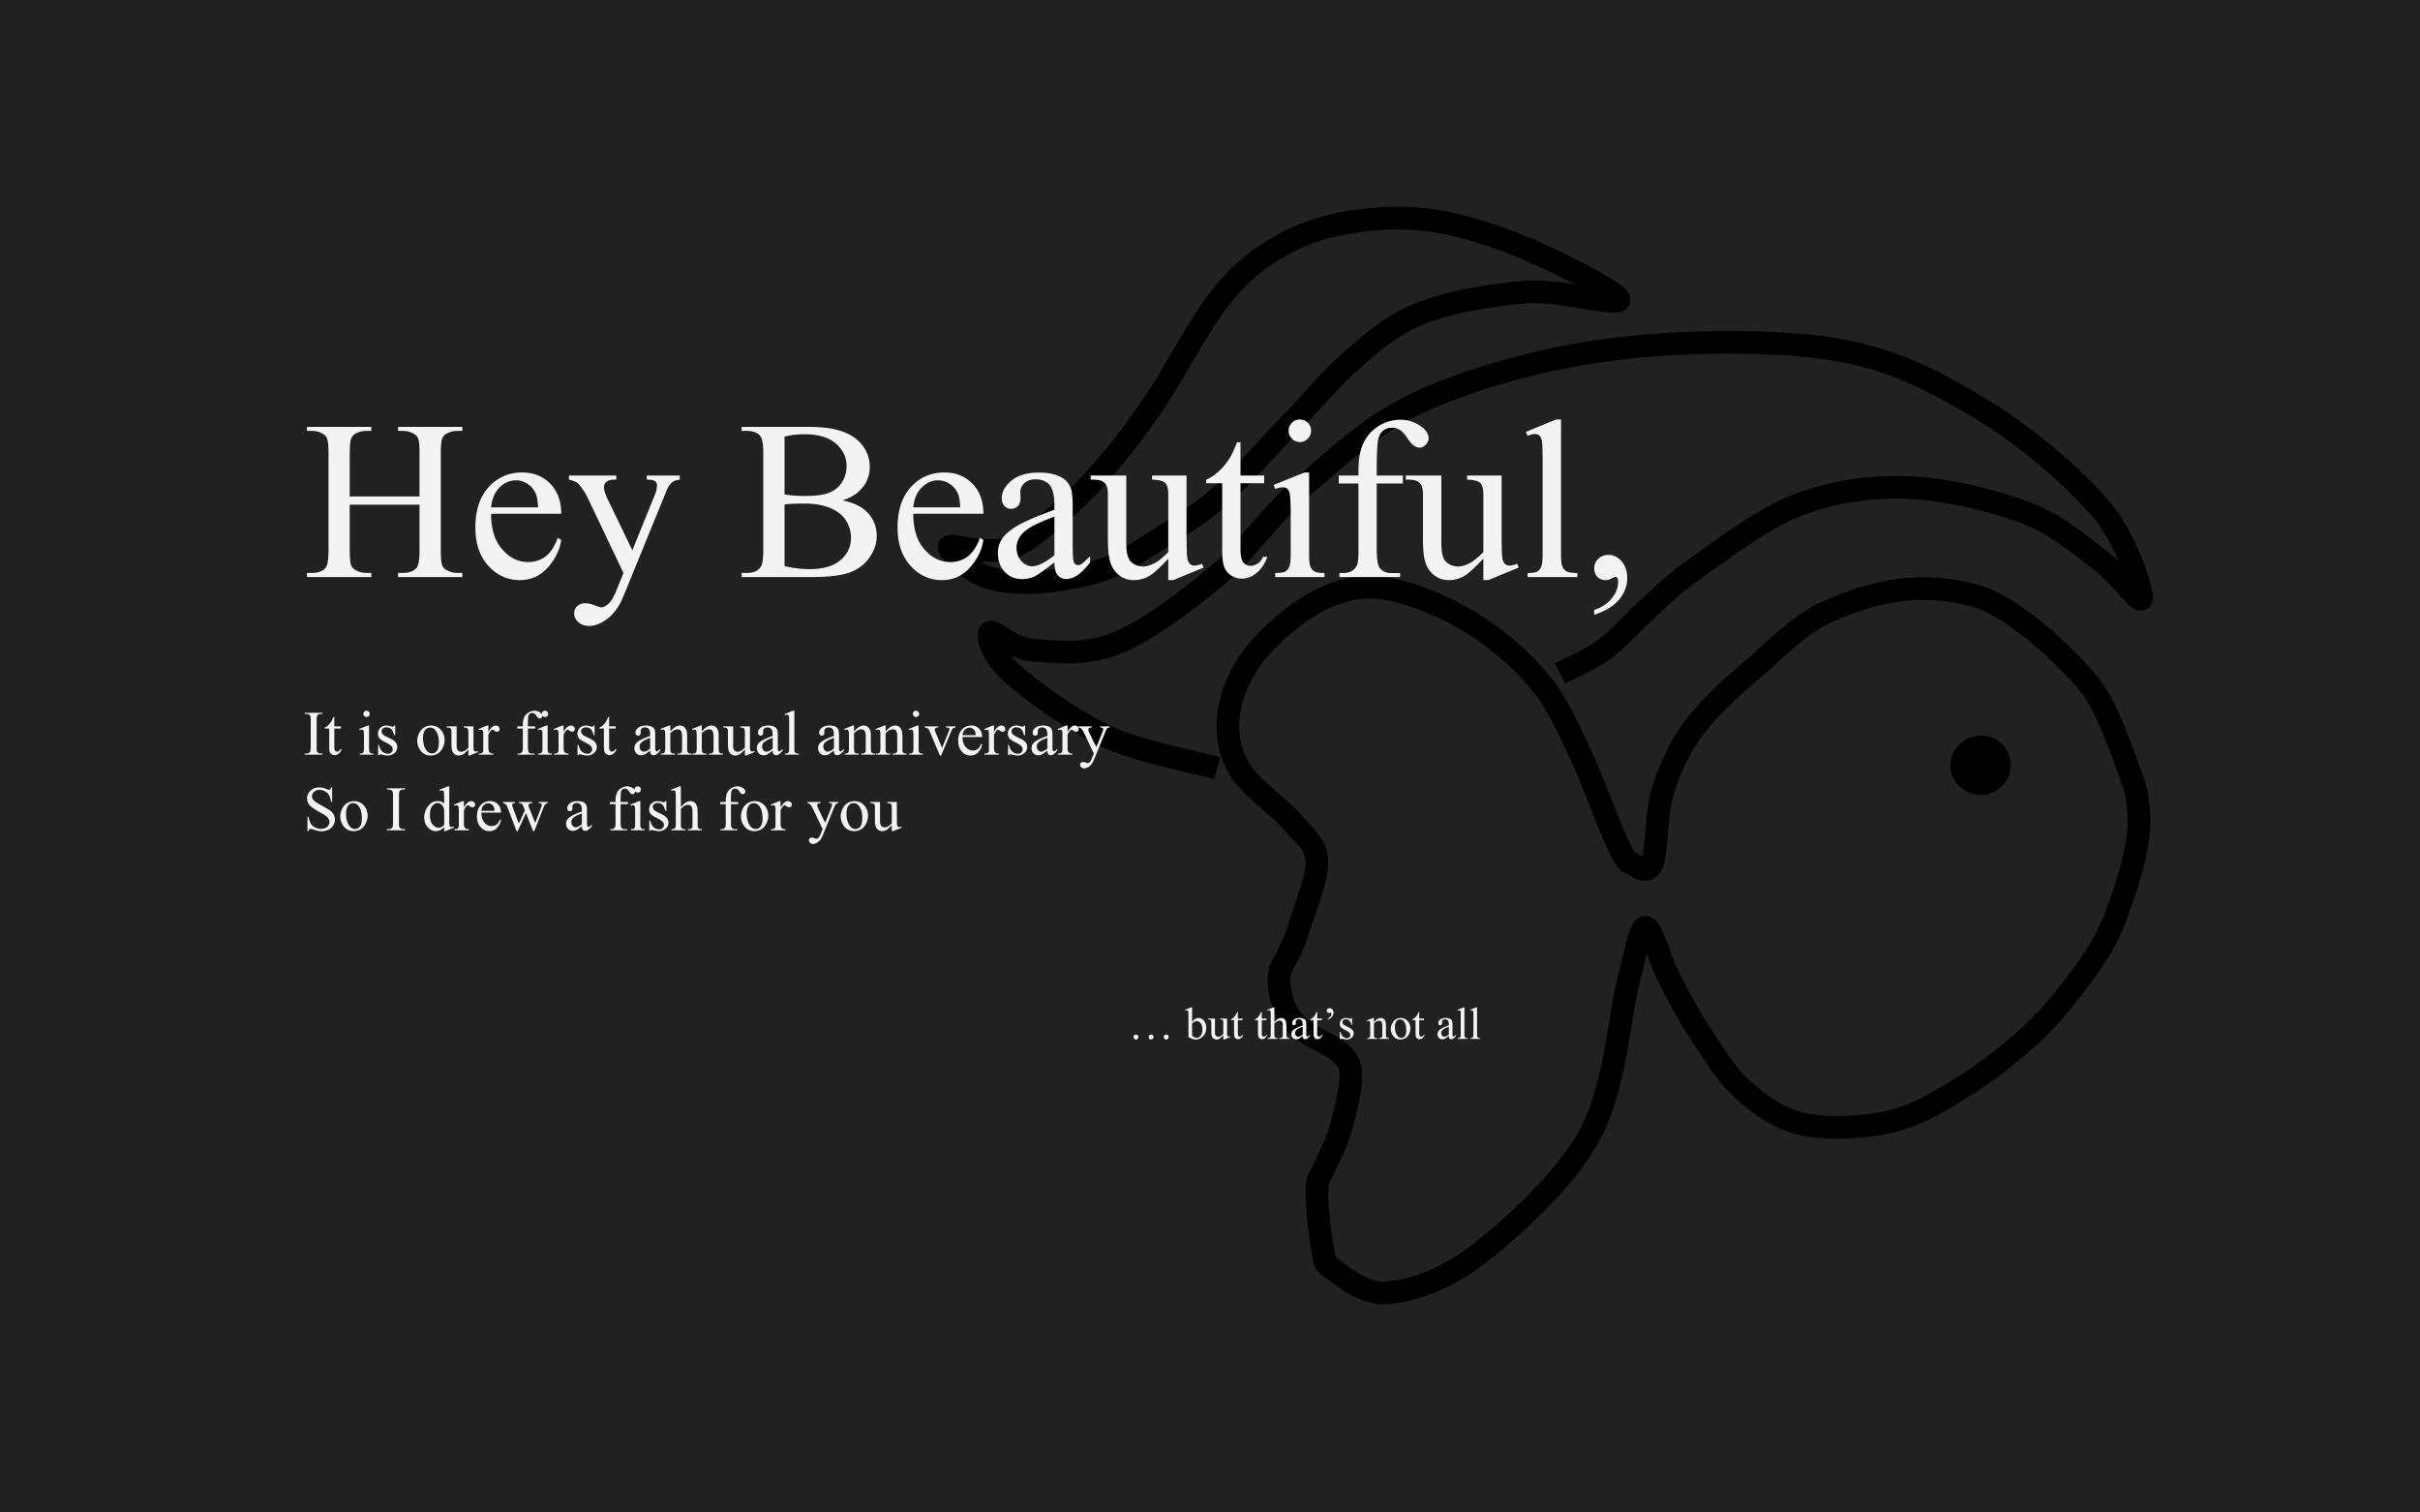 Hey Beautiful,
It is our first annual anniversary
So I drew a fish for you
... but that's not all